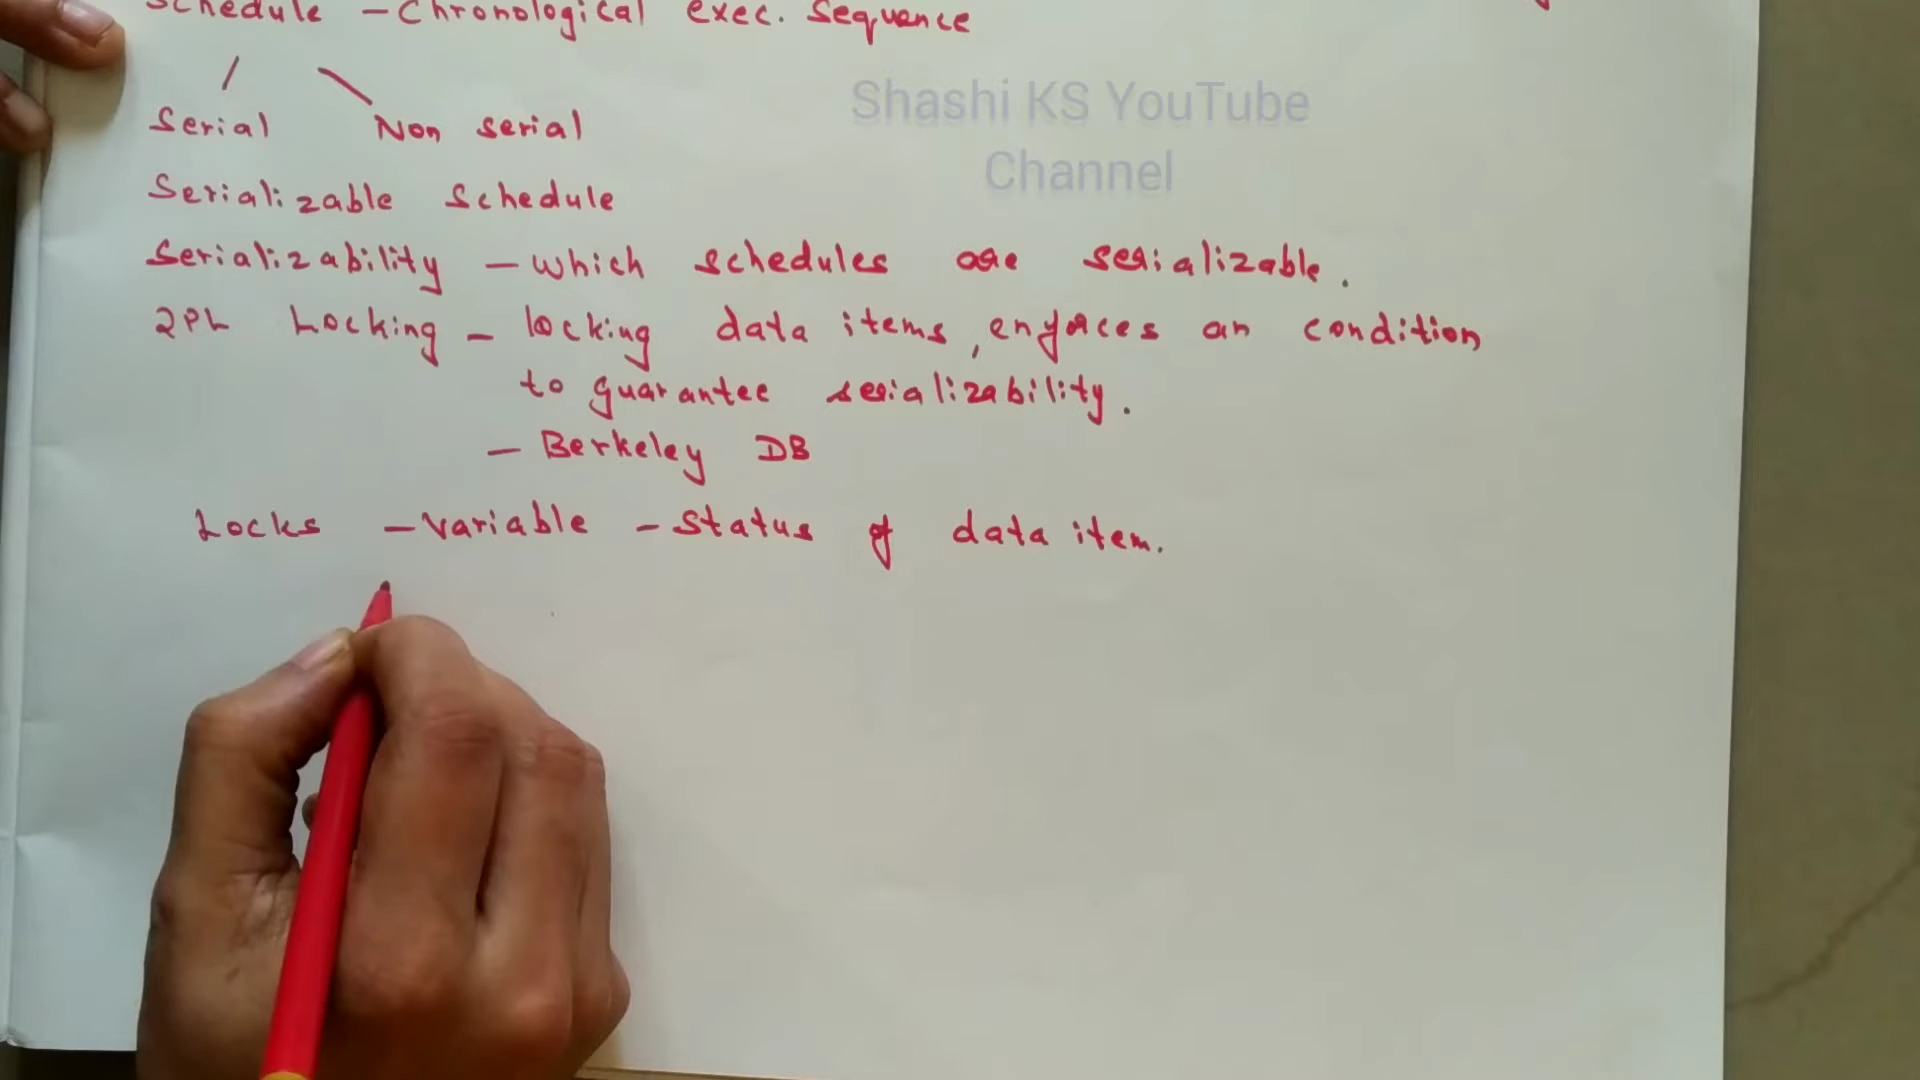 Schedule - Chronological exec. Sequence
Serial Non serial
Shashi KS YouTube
Channel
Serializable Schedule
Serializability - which schedules are serializable.
2PL Locking - locking data items, enforces an condition
to guarantee serializability.
- Berkeley DB
Locks - variable - status of data item.